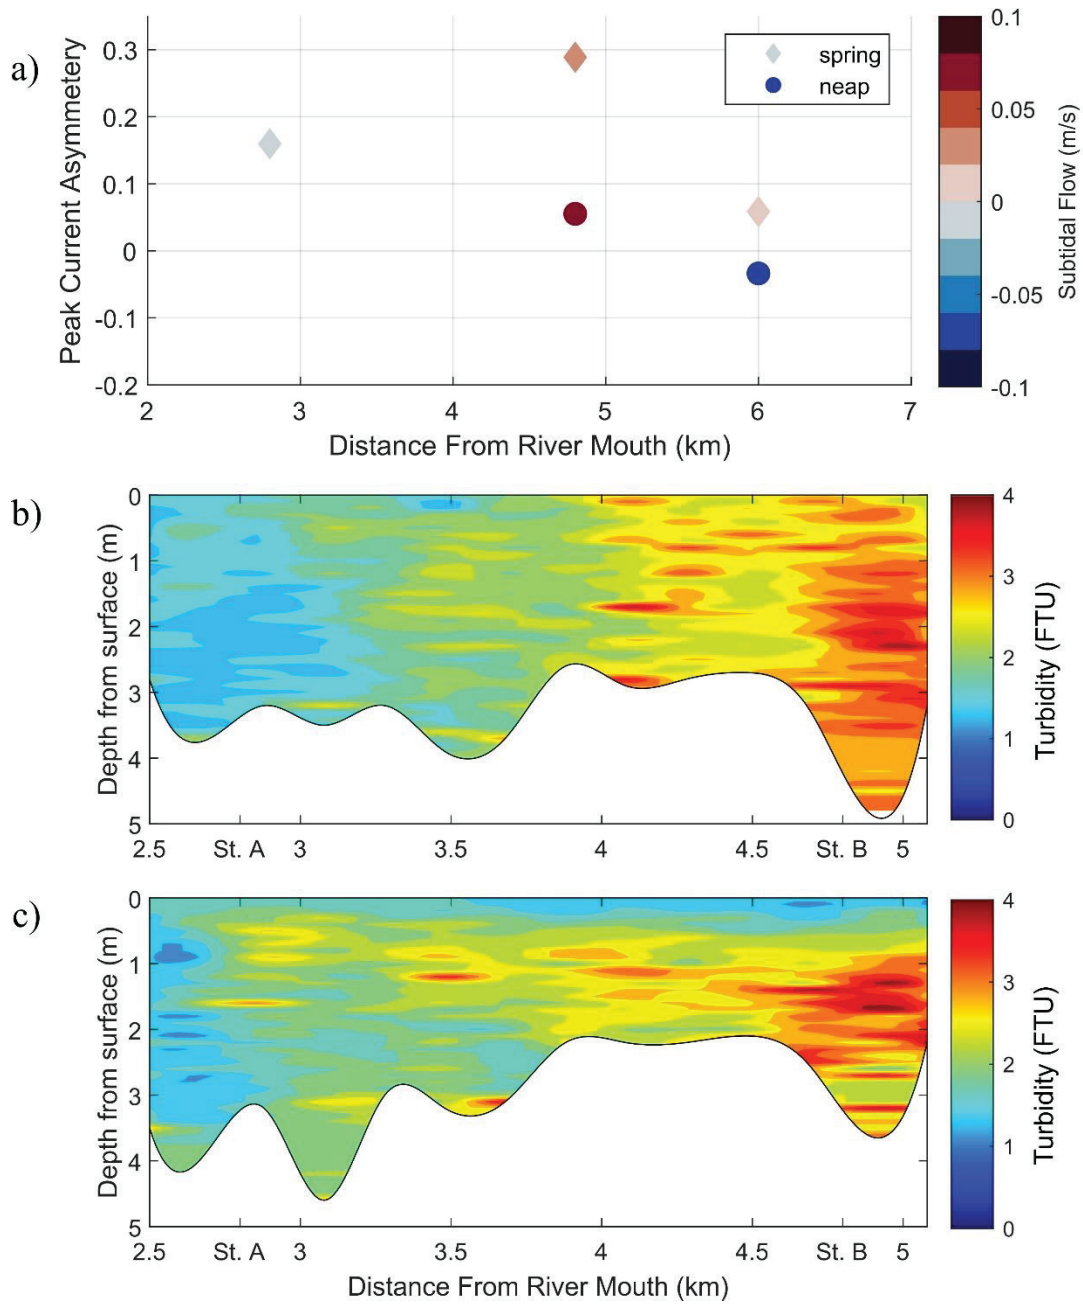 a)
Peak Current Asymmetery
0.3
0.2
0.1
0
-0.1
-0.2
2 3 4 5 6 7
Distance From River Mouth (km)
spring
neap
0.1
0.05
0
-0.05
-0.1
Subtidal Flow (m/s)
b)
Depth from surface (m)
0
1
2
3
4
5
2.5 St. A 3 3.5 4 4.5 St. B 5
4
3
2
1
0
Turbidity (FTU)
c)
Depth from surface (m)
0
1
2
3
4
5
2.5 St. A 3 3.5 4 4.5 St. B 5
Distance From River Mouth (km)
4
3
2
1
0
Turbidity (FTU)